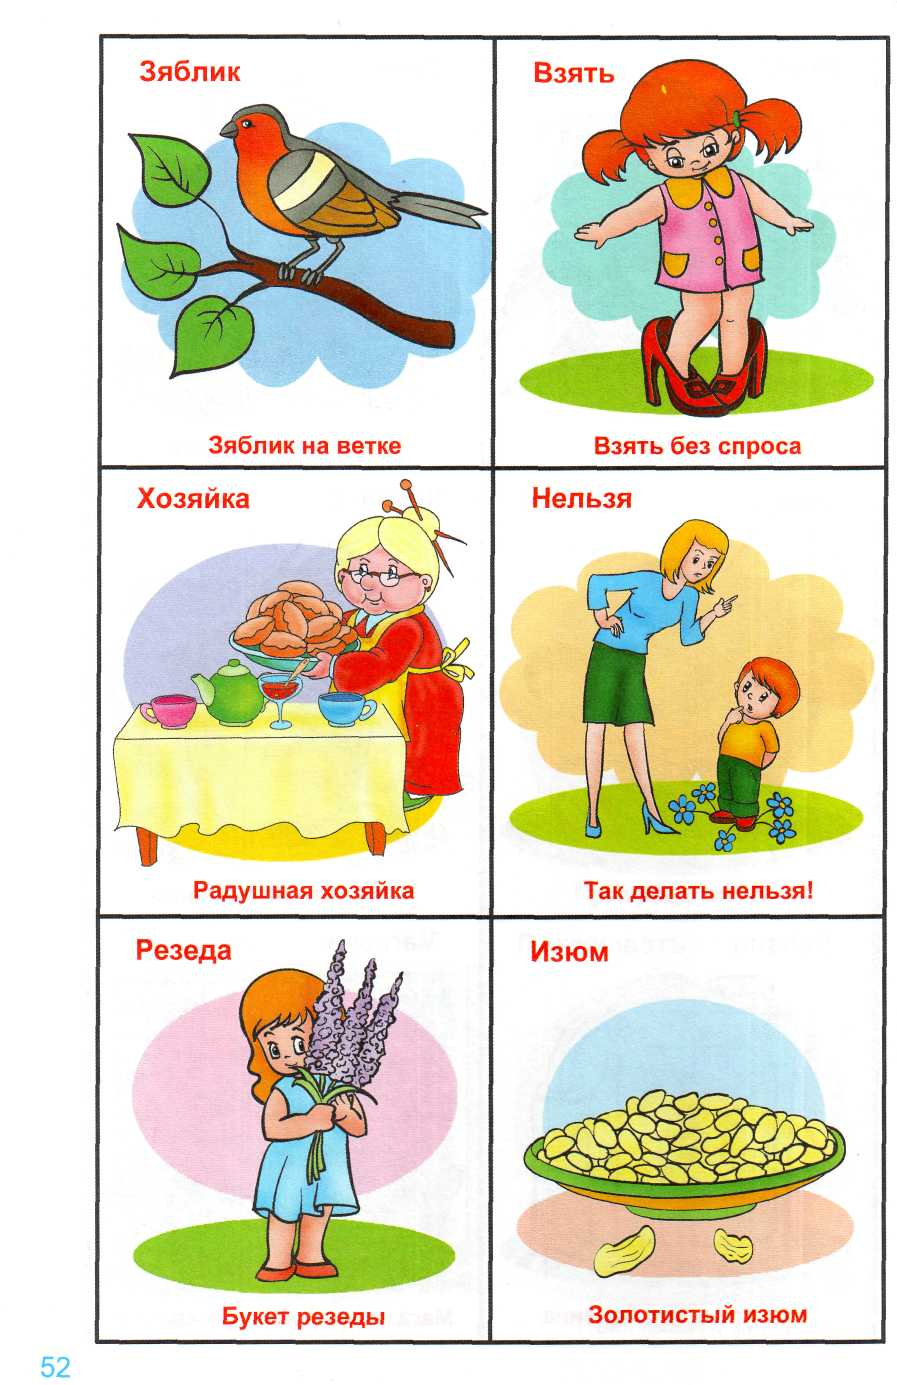 Зяблик
Взять
Зяблик на ветке
Взять без спроса
Хозяйка
Нельзя
Радушная хозяйка
Так делать нельзя!
Резеда
Изюм
Букет резеды
Золотистый изюм
52